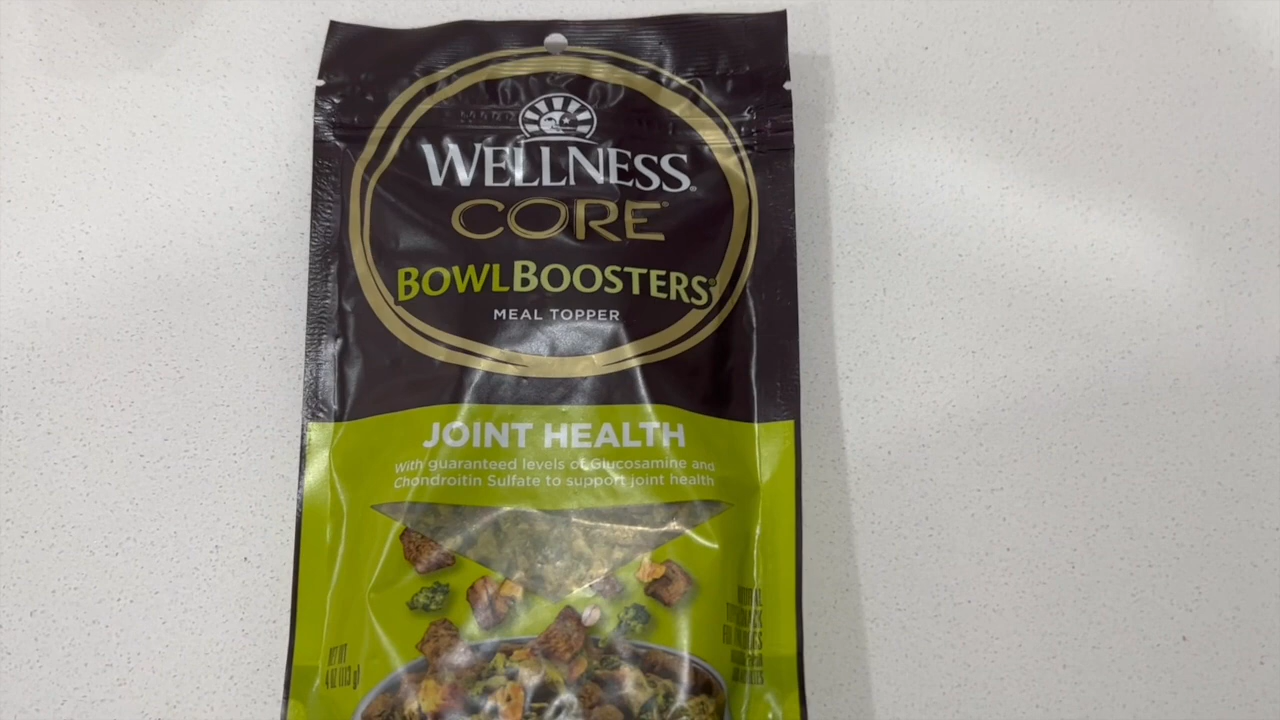 WELLNESS®
CORE®
BOWLBOOSTERS®
MEAL TOPPER
JOINT HEALTH
With guaranteed levels of Glucosamine and
Chondroitin Sulfate to support joint health
NET WT
4 OZ (113 g)